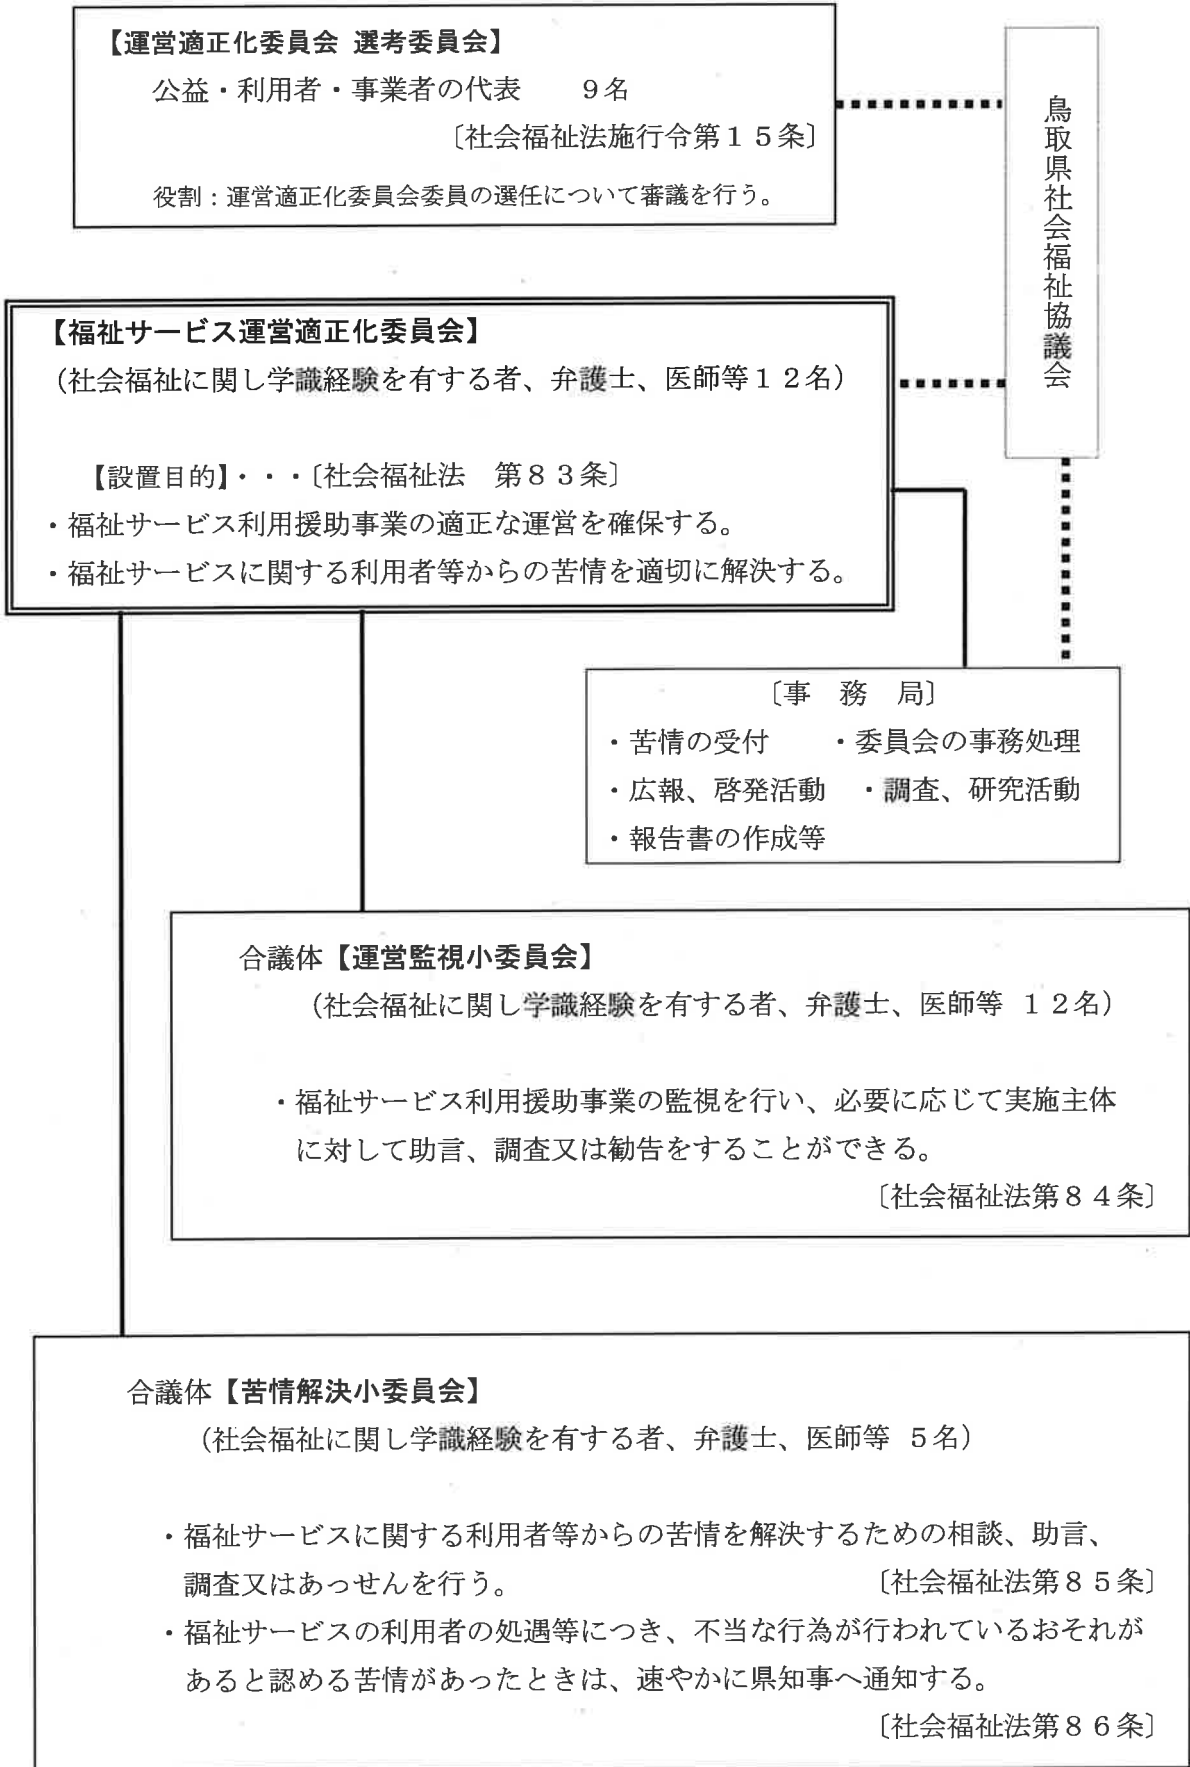 【運営適正化委員会 選考委員会】
公益・利用者・事業者の代表　　9名
〔社会福祉法施行令第１５条〕
役割：運営適正化委員会委員の選任について審議を行う。
鳥取県社会福祉協議会
【福祉サービス運営適正化委員会】
（社会福祉に関し学識経験を有する者、弁護士、医師等１２名）
【設置目的】・・・〔社会福祉法　第８３条〕
・福祉サービス利用援助事業の適正な運営を確保する。
・福祉サービスに関する利用者等からの苦情を適切に解決する。
〔事　務　局〕
・苦情の受付　　・委員会の事務処理
・広報、啓発活動　・調査、研究活動
・報告書の作成等
合議体【運営監視小委員会】
（社会福祉に関し学識経験を有する者、弁護士、医師等 １２名）
・福祉サービス利用援助事業の監視を行い、必要に応じて実施主体
に対して助言、調査又は勧告をすることができる。
〔社会福祉法第８４条〕
合議体【苦情解決小委員会】
（社会福祉に関し学識経験を有する者、弁護士、医師等 ５名）
・福祉サービスに関する利用者等からの苦情を解決するための相談、助言、
調査又はあっせんを行う。　　　　　　　　　　　　　〔社会福祉法第８５条〕
・福祉サービスの利用者の処遇等につき、不当な行為が行われているおそれが
あると認める苦情があったときは、速やかに県知事へ通知する。
〔社会福祉法第８６条〕